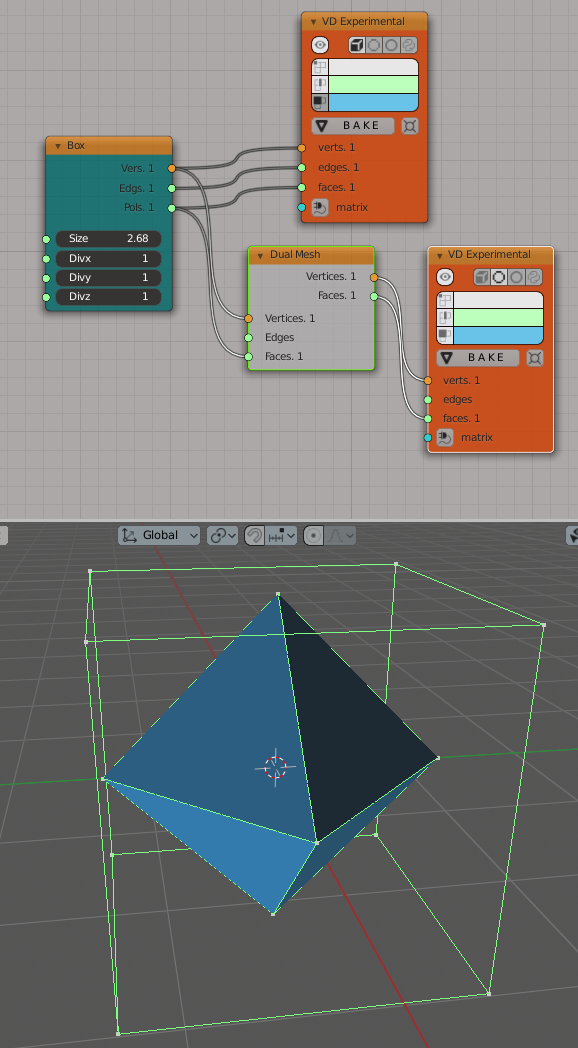 VD Experimental
BAKE
verts. 1
edges. 1
faces. 1
matrix
Box
Vers. 1
Edgs. 1
Pols. 1
Size 2.68
Divx 1
Divy 1
Divz 1
Dual Mesh
Vertices. 1
Faces. 1
Vertices. 1
Edges
Faces. 1
VD Experimental
BAKE
verts. 1
edges
faces. 1
matrix
Global